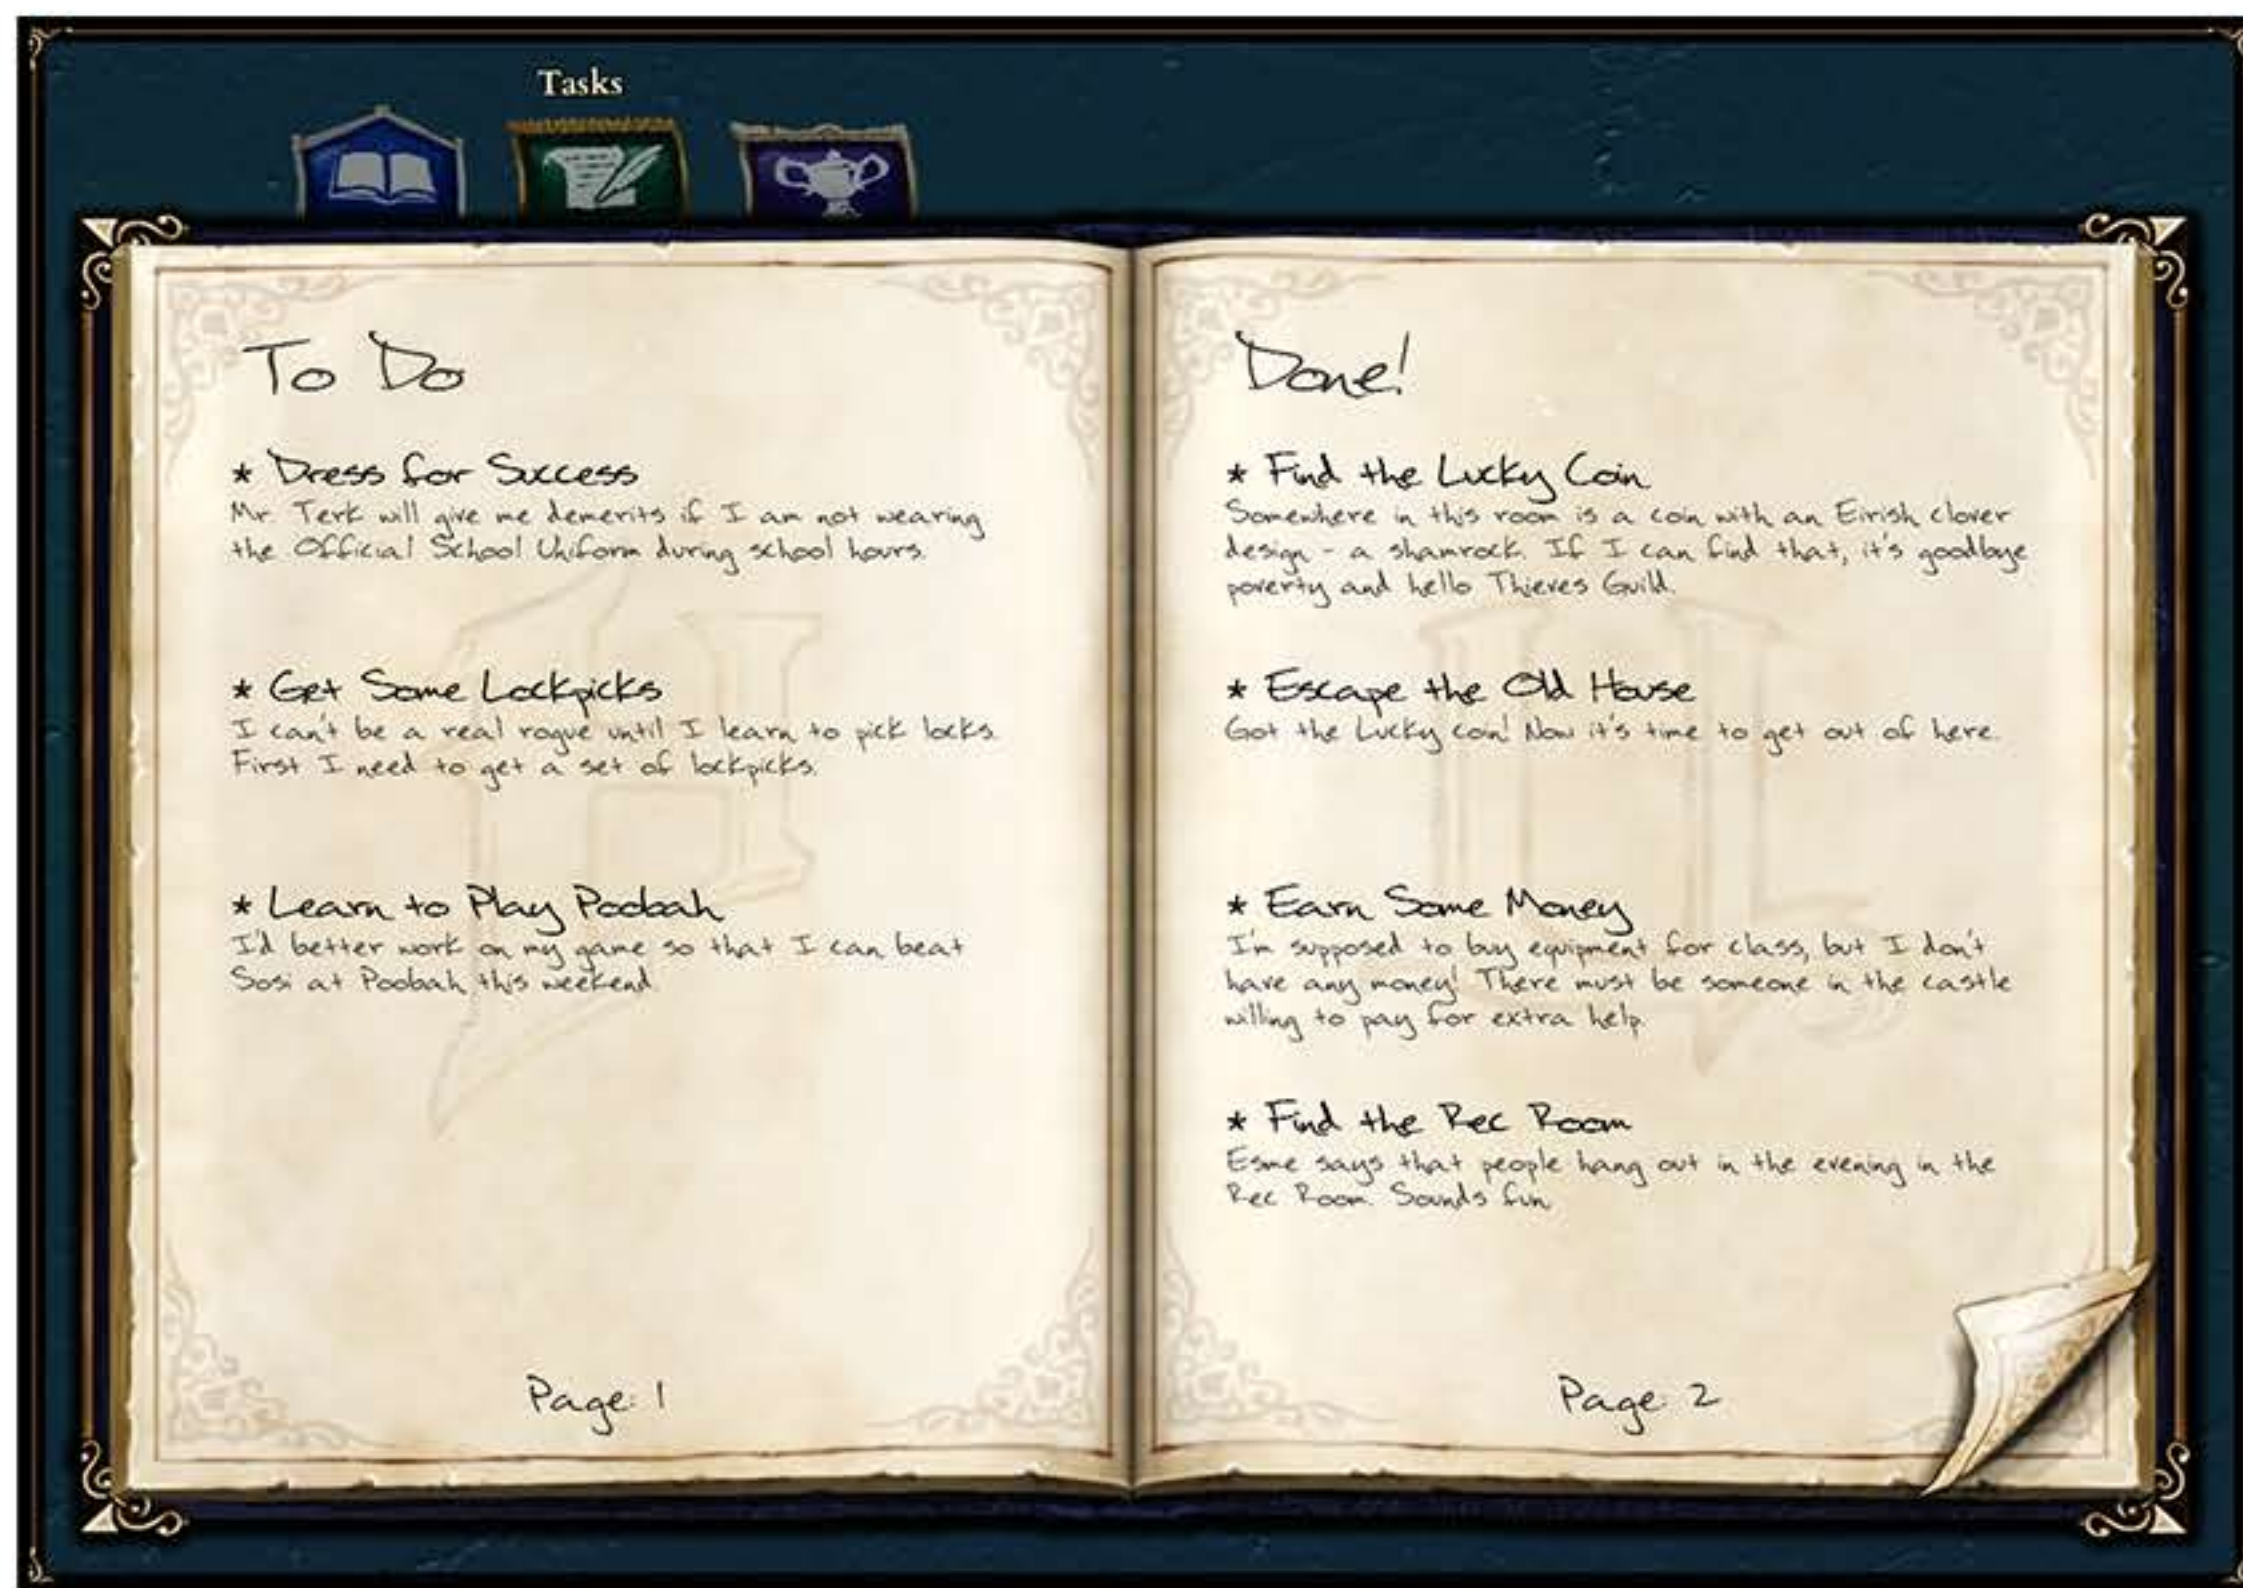 Tasks
To Do
* Dress for Success
Mr. Terk will give me demerits if I am not wearing
the Official School Uniform during school hours.
* Get Some Lockpicks
I can't be a real rogue until I learn to pick locks.
First I need to get a set of lockpicks.
* Learn to Play Poobah
I'd better work on my game so that I can beat
Sosi at Poobah this weekend.
Page: 1
Done!
* Find the Lucky Coin
Somewhere in this room is a coin with an Eirish clover
design - a shamrock. If I can find that, it's goodbye
poverty and hello Thieves Guild.
* Escape the Old House
Got the Lucky coin! Now it's time to get out of here.
* Earn Some Money
I'm supposed to buy equipment for class, but I don't
have any money! There must be someone in the castle
willing to pay for extra help.
* Find the Rec Room
Esme says that people hang out in the evening in the
Rec Room. Sounds fun.
Page: 2